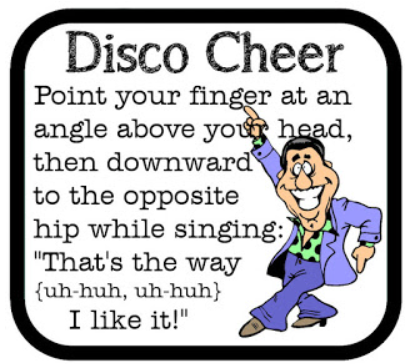 Disco Cheer
Point your finger at an
angle above your head,
then downward
to the opposite
hip while singing:
"That's the way
{uh-huh, uh-huh}
I like it!"